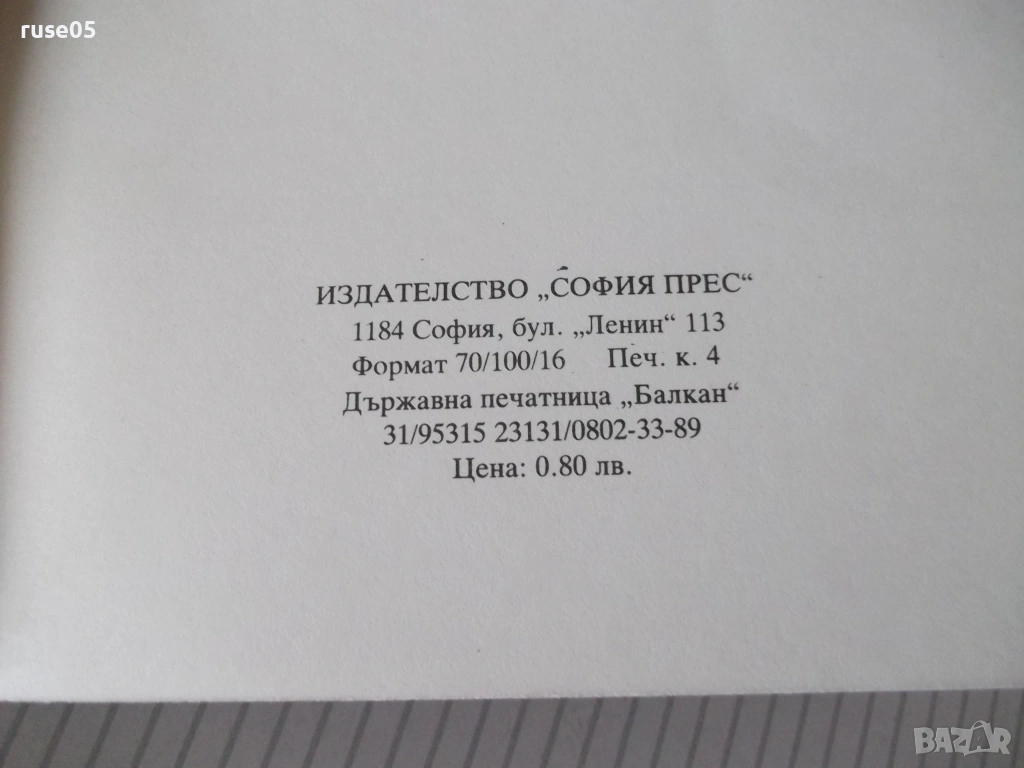 ruse05
ИЗДАТЕЛСТВО „СОФИЯ ПРЕС“
1184 София, бул. „Ленин“ 113
Формат 70/100/16 Печ. к. 4
Държавна печатница „Балкан“
31/95315 23131/0802-33-89
Цена: 0.80 лв.
BAZAR